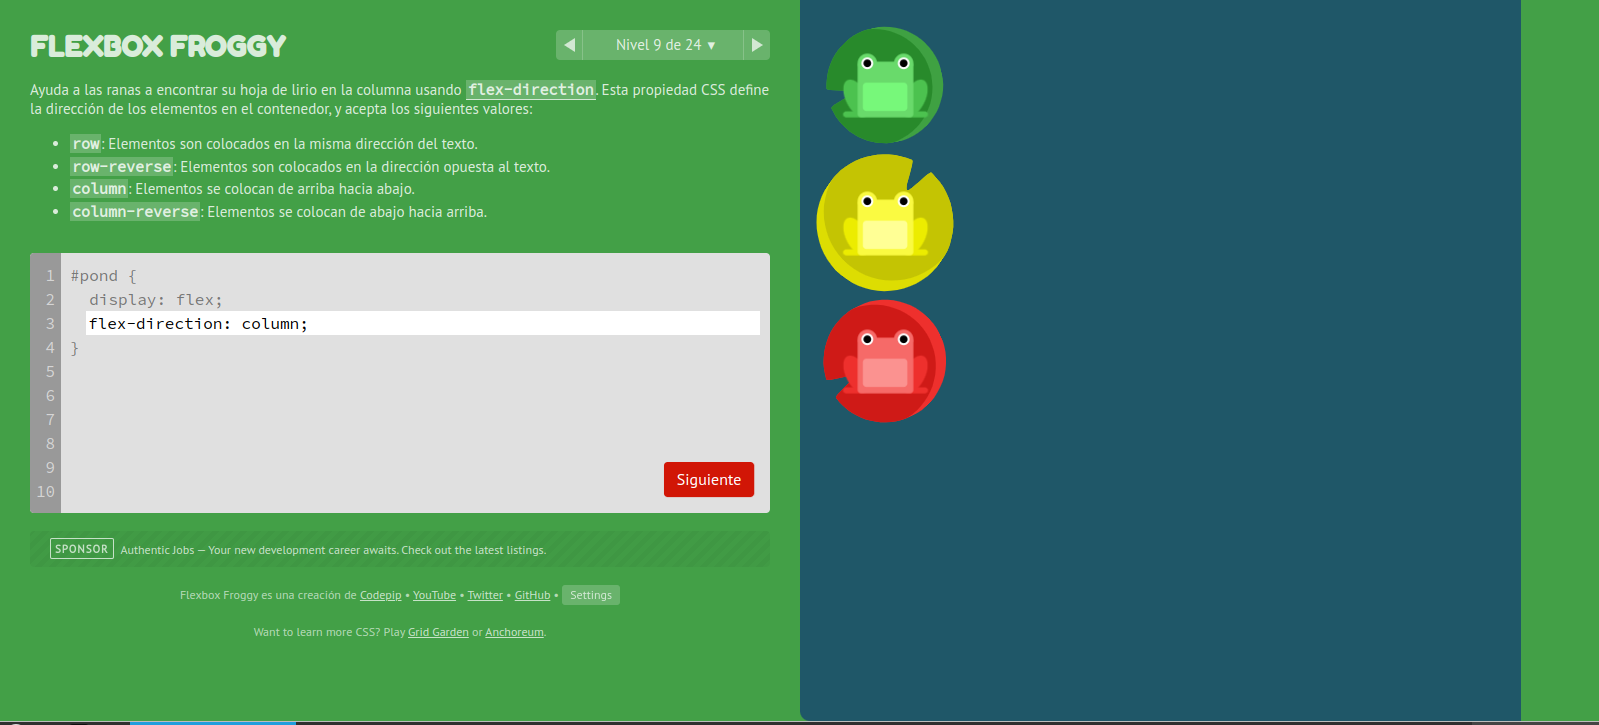 FLEXBOX FROGGY
◀ Nivel 9 de 24 ▼ ▶
Ayuda a las ranas a encontrar su hoja de lirio en la columna usando flex-direction. Esta propiedad CSS define
la dirección de los elementos en el contenedor, y acepta los siguientes valores:
• row: Elementos son colocados en la misma dirección del texto.
• row-reverse: Elementos son colocados en la dirección opuesta al texto.
• column: Elementos se colocan de arriba hacia abajo.
• column-reverse: Elementos se colocan de abajo hacia arriba.
1 #pond {
2 display: flex;
3 flex-direction: column;
4 }
5
6
7
8
9
10
Siguiente
SPONSOR Authentic Jobs — Your new development career awaits. Check out the latest listings.
Flexbox Froggy es una creación de Codepip • YouTube • Twitter • GitHub • Settings
Want to learn more CSS? Play Grid Garden or Anchoreum.